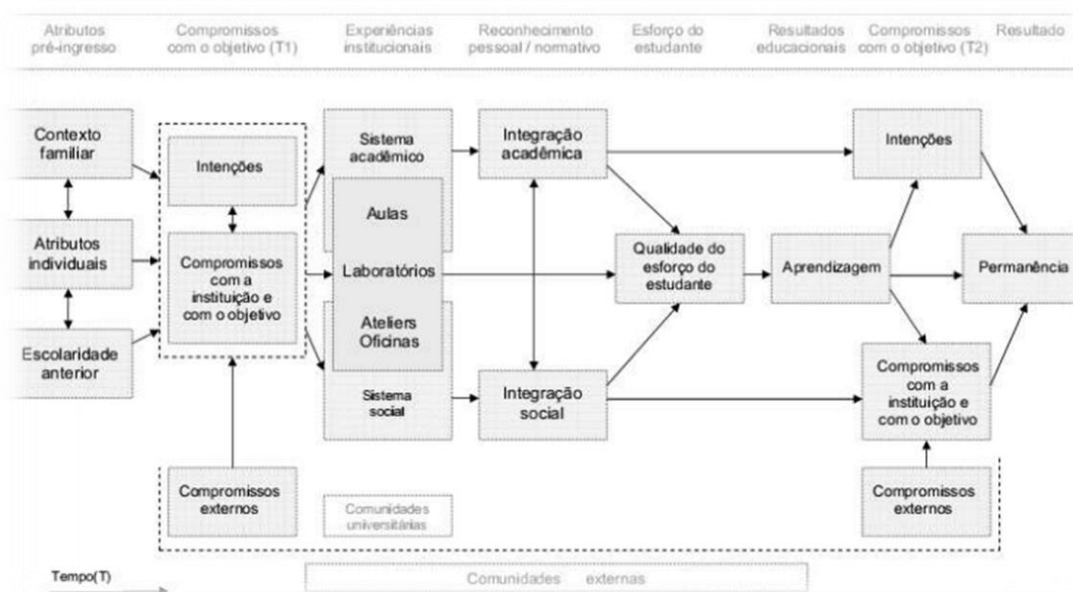 Atributos
pré-ingresso
Compromissos
com o objetivo (T1)
Experiências
institucionais
Reconhecimento
pessoal / normativo
Esforço do
estudante
Resultados
educacionais
Compromissos
com o objetivo (T2)
Resultado
Contexto
familiar
Atributos
individuais
Escolaridade
anterior
Intenções
Compromissos
com a
instituição e
com o objetivo
Compromissos
externos
Sistema
acadêmico
Aulas
Laboratórios
Ateliers
Oficinas
Sistema
social
Comunidades
universitárias
Integração
acadêmica
Integração
social
Qualidade do
esforço do
estudante
Aprendizagem
Intenções
Compromissos
com a
instituição e
com o objetivo
Compromissos
externos
Permanência
Tempo(T)
Comunidades externas